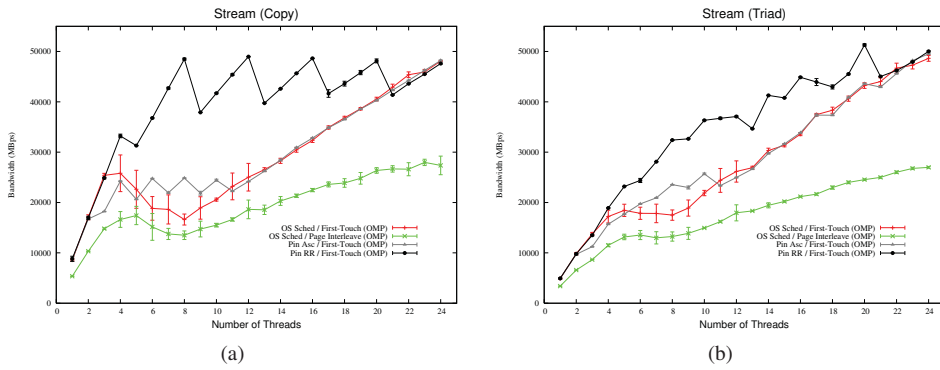 Stream (Copy)
50000
40000
30000
20000
10000
0
Bandwidth (MBps)
OS Sched / First-Touch (OMP)
OS Sched / Page Interleave (OMP)
Pin Asc / First-Touch (OMP)
Pin RR / First-Touch (OMP)
0 2 4 6 8 10 12 14 16 18 20 22 24
Number of Threads
(a)
Stream (Triad)
50000
40000
30000
20000
10000
0
Bandwidth (MBps)
OS Sched / First-Touch (OMP)
OS Sched / Page Interleave (OMP)
Pin Asc / First-Touch (OMP)
Pin RR / First-Touch (OMP)
0 2 4 6 8 10 12 14 16 18 20 22 24
Number of Threads
(b)